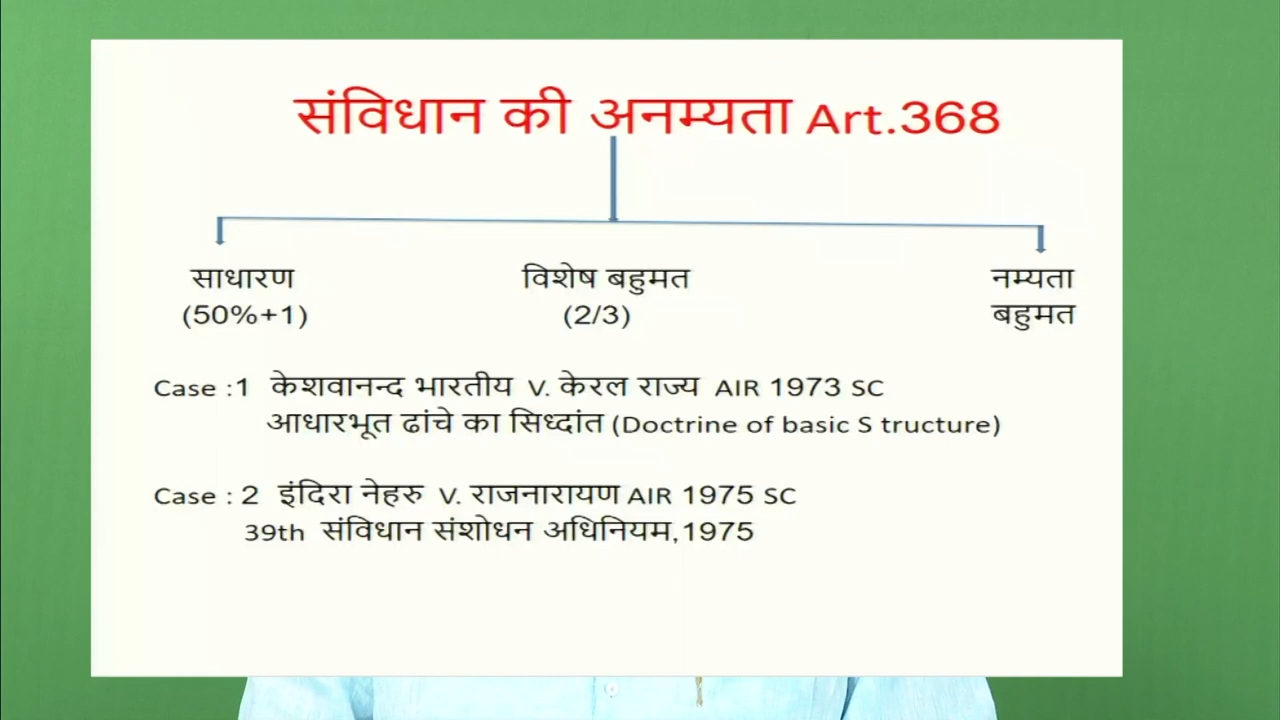 संविधान की अनम्यता Art.368
साधारण
(50%+1)
विशेष बहुमत
(2/3)
नम्यता
बहुमत
Case :1 केशवानन्द भारतीय V. केरल राज्य AIR 1973 SC
आधारभूत ढांचे का सिध्दांत (Doctrine of basic S tructure)
Case : 2 इंदिरा नेहरु V. राजनारायण AIR 1975 SC
39th संविधान संशोधन अधिनियम,1975